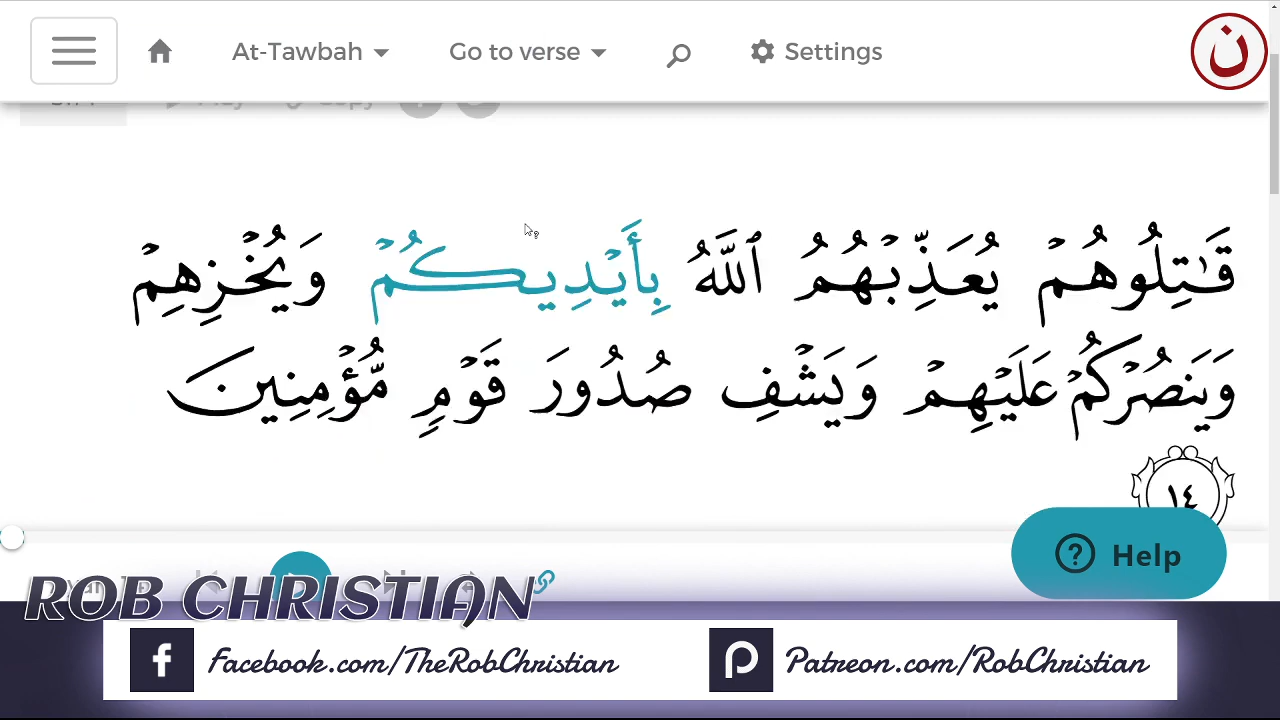 At-Tawbah Go to verse Settings ن
Copy
قَـٰتِلُوهُمْ يُعَذِّبْهُمُ ٱللَّهُ بِأَيْدِيكُمْ وَيُخْزِهِمْ
وَيَنصُرْكُمْ عَلَيْهِمْ وَيَشْفِ صُدُورَ قَوْمٍ مُّؤْمِنِينَ
١٤
? Help
ROB CHRISTIAN
Facebook.com/TheRobChristian Patreon.com/RobChristian